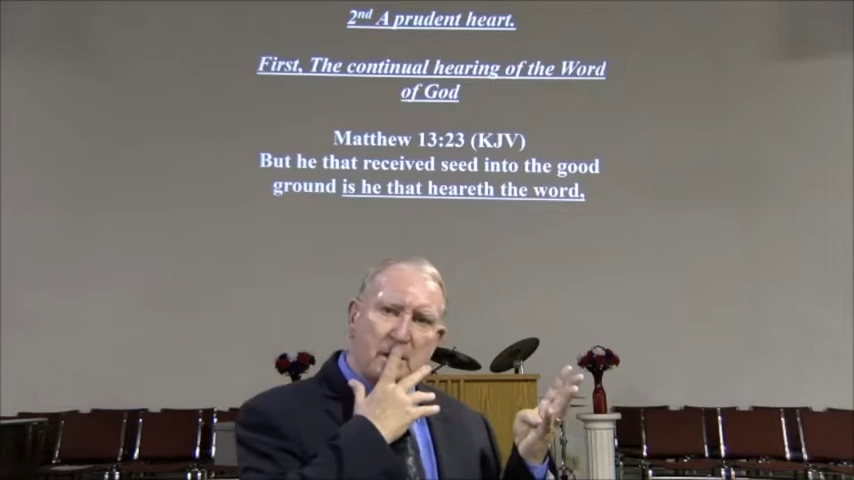 2nd A prudent heart.
First, The continual hearing of the Word
of God
Matthew 13:23 (KJV)
But he that received seed into the good
ground is he that heareth the word,